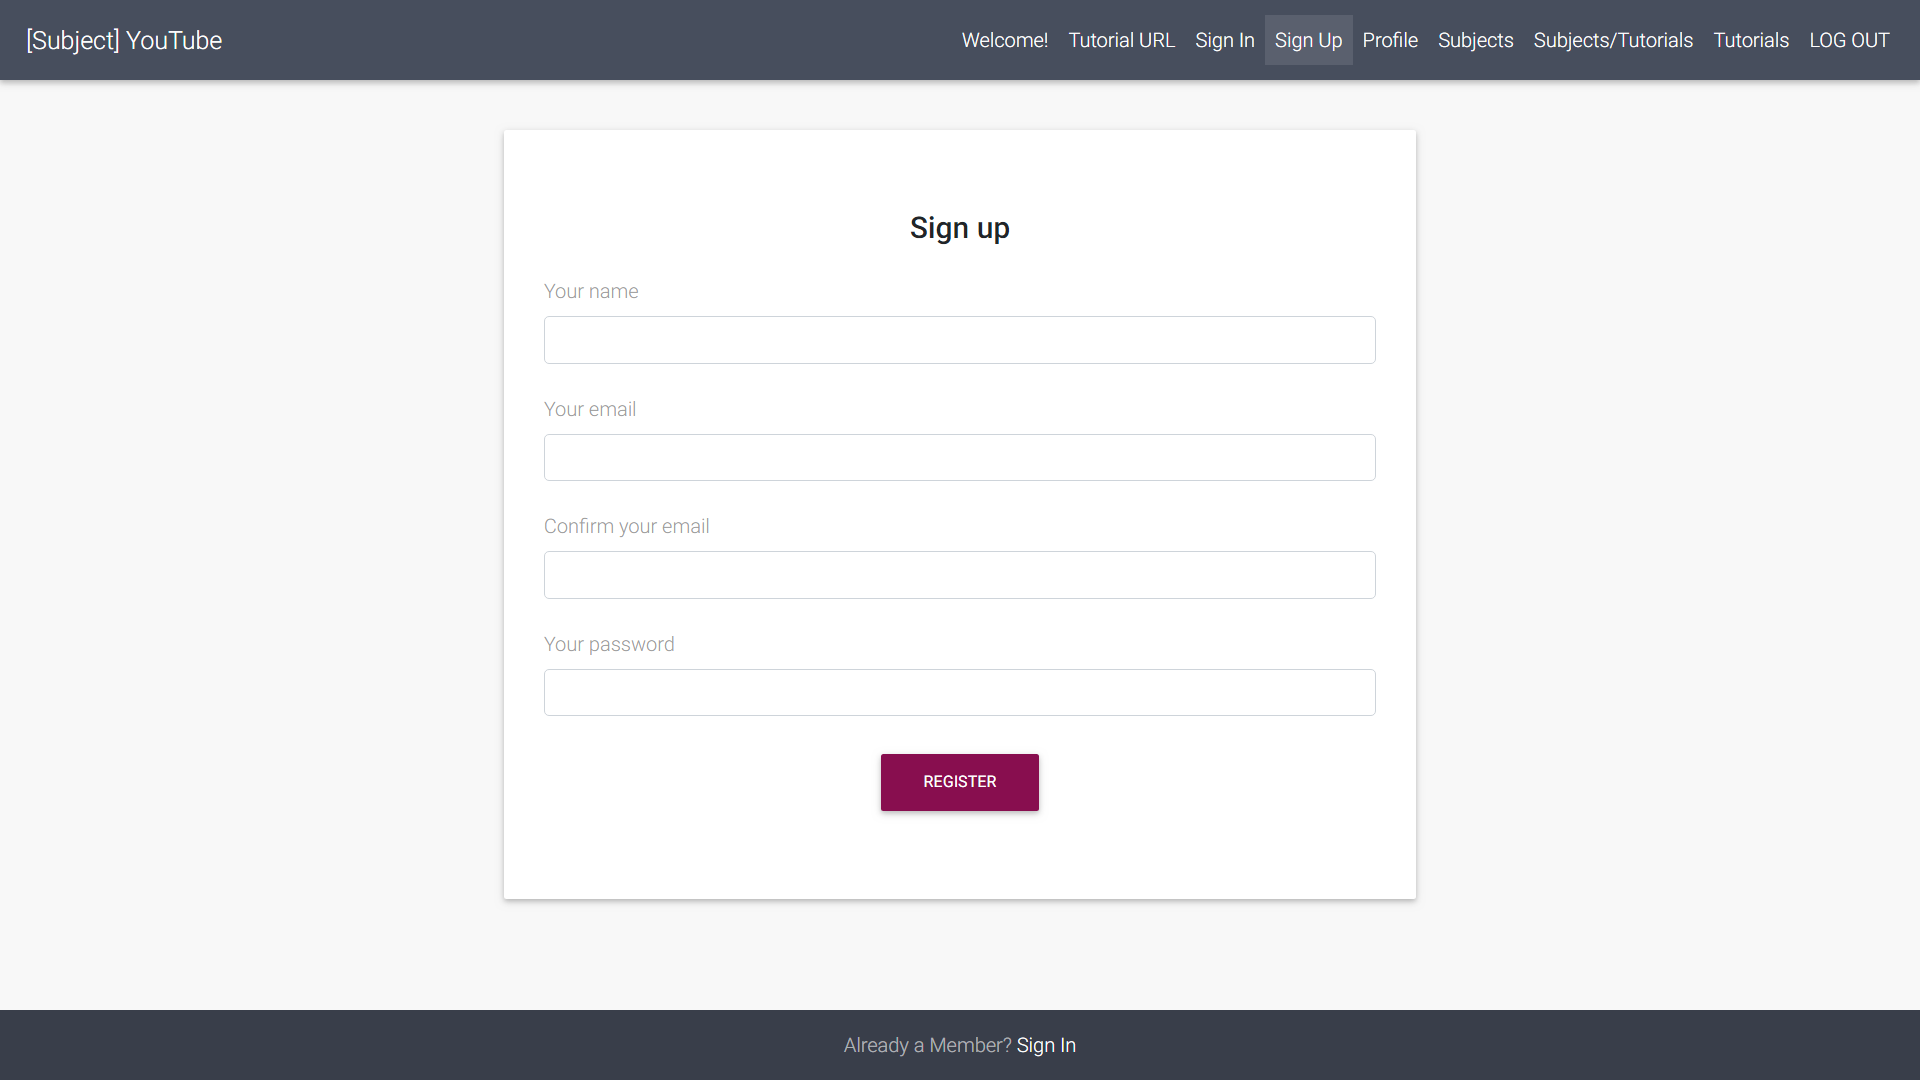 [Subject] YouTube Welcome! Tutorial URL Sign In Sign Up Profile Subjects Subjects/Tutorials Tutorials LOG OUT
Sign up
Your name
Your email
Confirm your email
Your password
REGISTER
Already a Member? Sign In